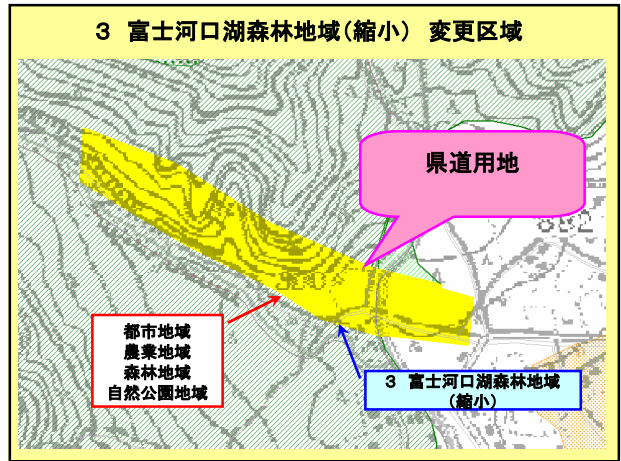 ３ 富士河口湖森林地域（縮小） 変更区域
県道用地
都市地域
農業地域
森林地域
自然公園地域
３ 富士河口湖森林地域
（縮小）